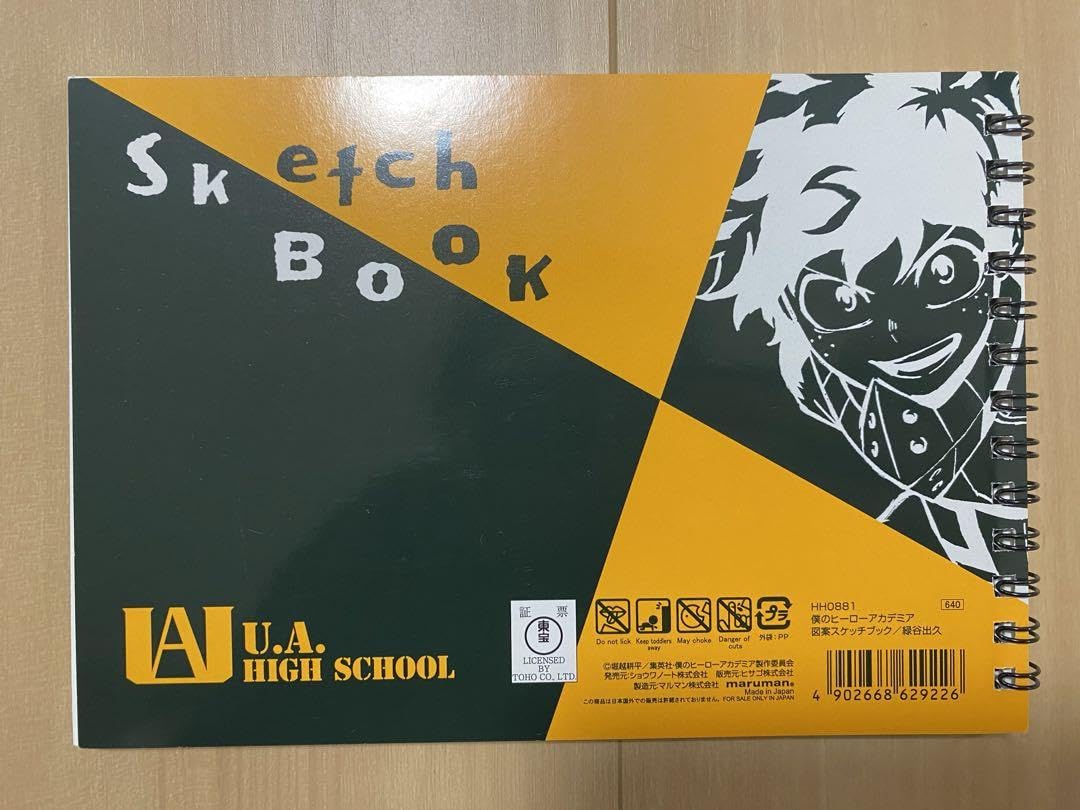 Sketch
BOOK
UA
U.A.
HIGH SCHOOL
証 票
東宝
LICENSED
BY
TOHO CO., LTD.
Do not lick
Keep toddlers away
May choke
Danger of cuts
プラ
外袋:PP
HH0881
640
僕のヒーローアカデミア
図案スケッチブック/緑谷出久
©堀越耕平/集英社・僕のヒーローアカデミア製作委員会
発売元:ショウワノート株式会社 販売元:ヒサゴ株式会社
製造元:マルマン株式会社 maruman®
Made in Japan
この商品は日本国外での販売は許諾されておりません。 FOR SALE ONLY IN JAPAN
4 902668 629226